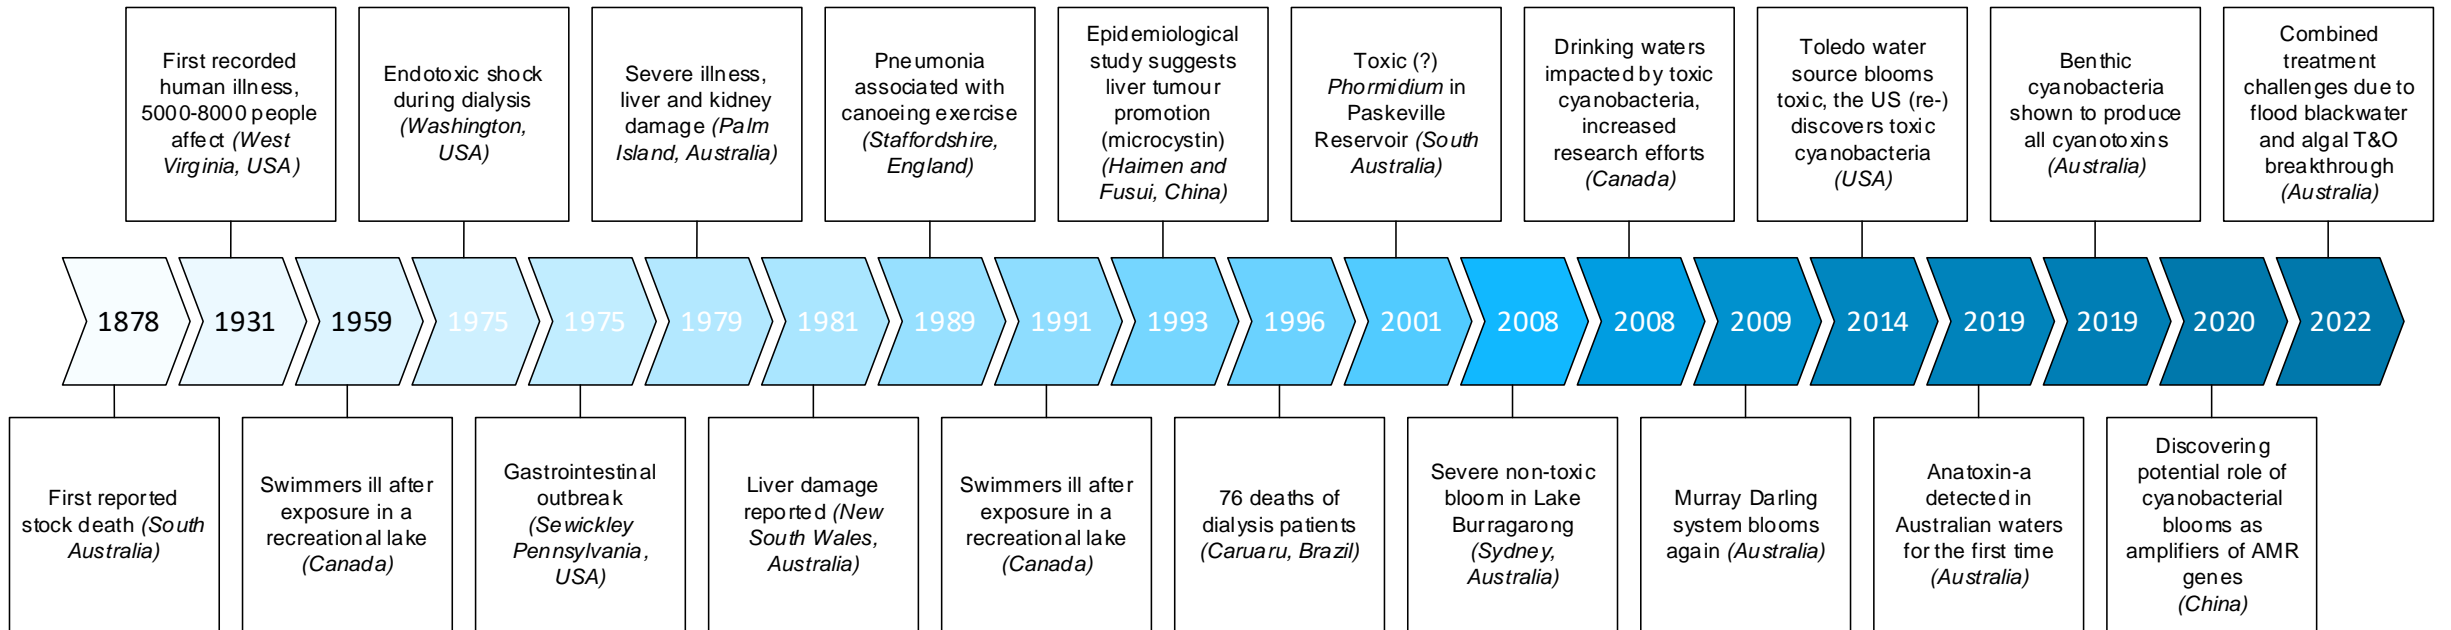 First recorded
human illness,
5000-8000 people
affect (West
Virginia, USA)
Endotoxic shock
during dialysis
(Washington,
USA)
Severe illness,
liver and kidney
damage (Palm
Island, Australia)
Pneumonia
associated with
canoeing exercise
(Staffordshire,
England)
Epidemiological
study suggests
liver tumour
promotion
(microcystin)
(Haimen and
Fusui, China)
Toxic (?)
Phormidium in
Paskeville
Reservoir (South
Australia)
Drinking waters
impacted by toxic
cyanobacteria,
increased
research efforts
(Canada)
Toledo water
source blooms
toxic, the US (re-)
discovers toxic
cyanobacteria
(USA)
Benthic
cyanobacteria
shown to produce
all cyanotoxins
(Australia)
Combined
treatment
challenges due to
flood blackwater
and algal T&O
breakthrough
(Australia)
1878
1931
1959
1975
1975
1979
1981
1989
1991
1993
1996
2001
2008
2008
2009
2014
2019
2019
2020
2022
First reported
stock death (South
Australia)
Swimmers ill after
exposure in a
recreational lake
(Canada)
Gastrointestinal
outbreak
(Sewickley
Pennsylvania,
USA)
Liver damage
reported (New
South Wales,
Australia)
Swimmers ill after
exposure in a
recreational lake
(Canada)
76 deaths of
dialysis patients
(Caruaru, Brazil)
Severe non-toxic
bloom in Lake
Burragarong
(Sydney,
Australia)
Murray Darling
system blooms
again (Australia)
Anatoxin-a
detected in
Australian waters
for the first time
(Australia)
Discovering
potential role of
cyanobacterial
blooms as
amplifiers of AMR
genes
(China)